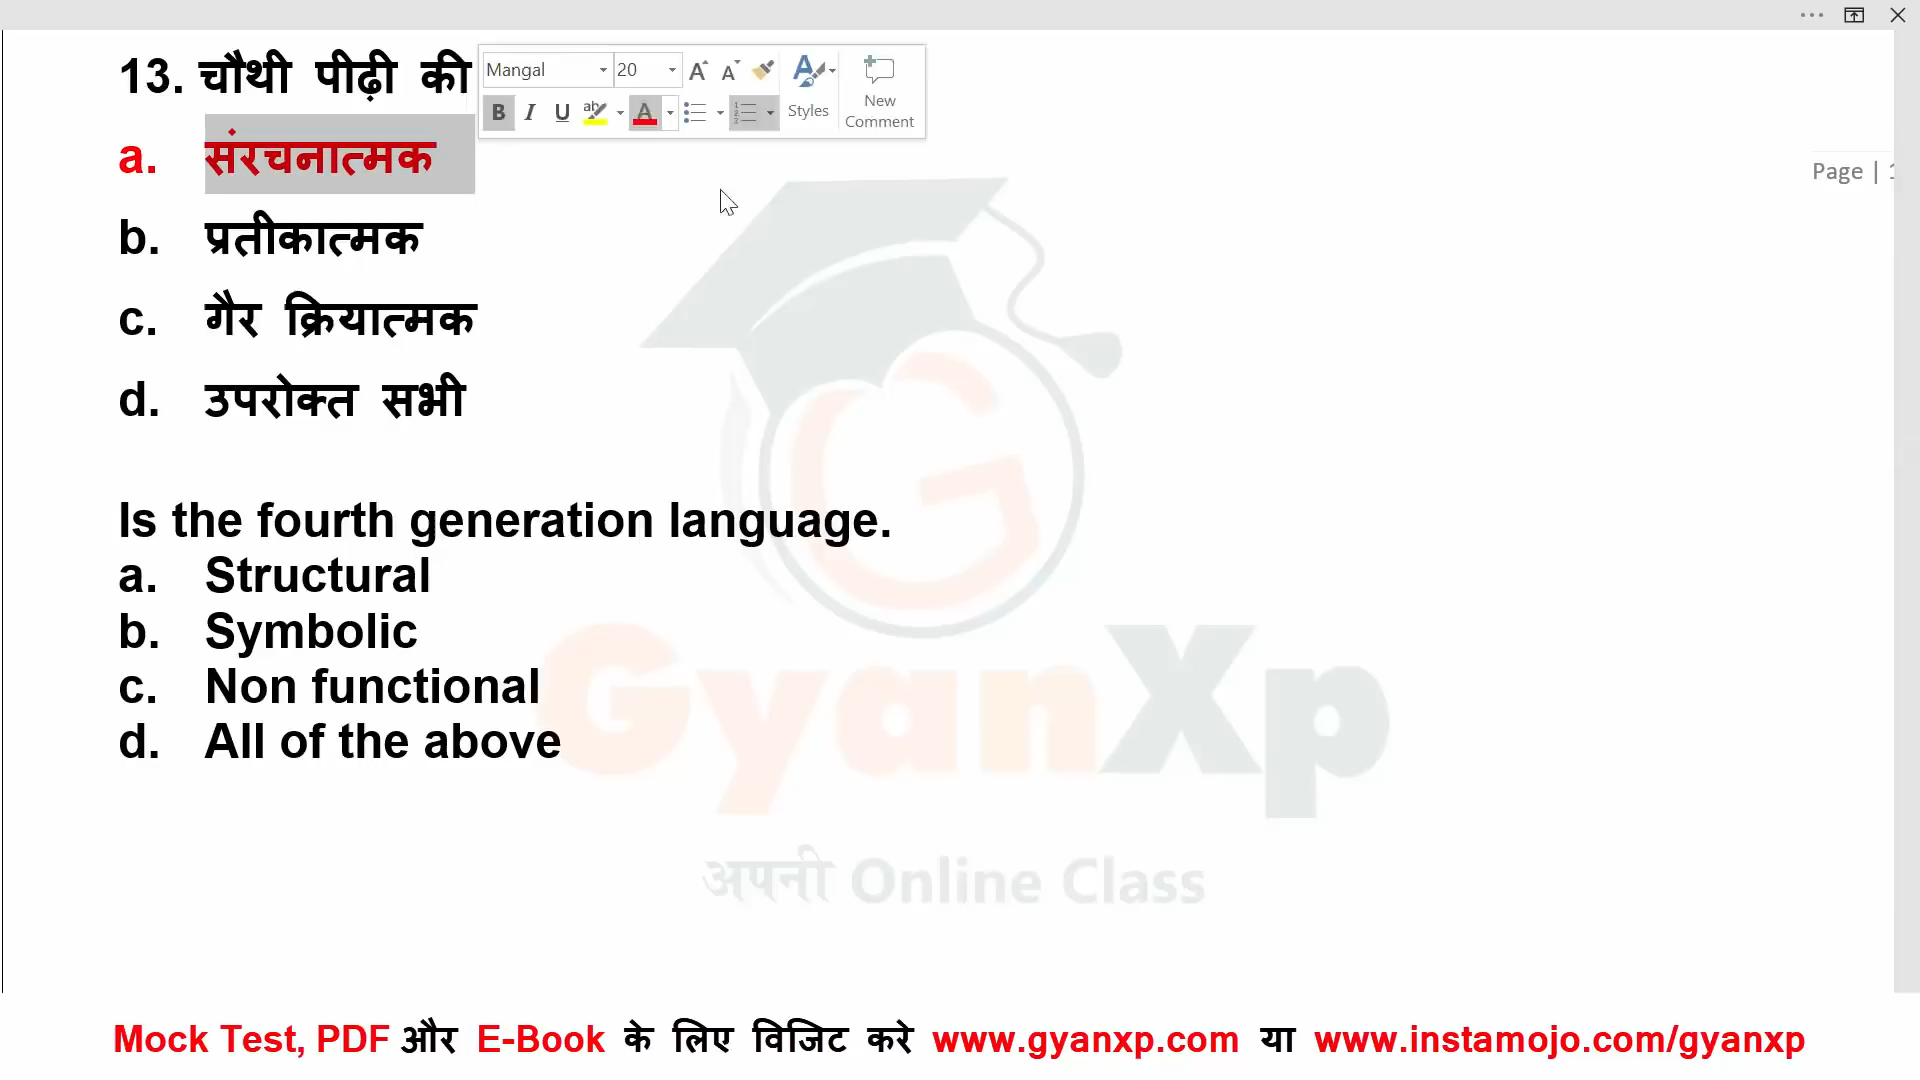 13. चौथी पीढ़ी की
a. संरचनात्मक
b. प्रतीकात्मक
c. गैर क्रियात्मक
d. उपरोक्त सभी
Is the fourth generation language.
a. Structural
b. Symbolic
c. Non functional
d. All of the above
Mangal 20
Styles
New Comment
Page | 1
GyanXp
अपनी Online Class
Mock Test, PDF और E-Book के लिए विजिट करे www.gyanxp.com या www.instamojo.com/gyanxp